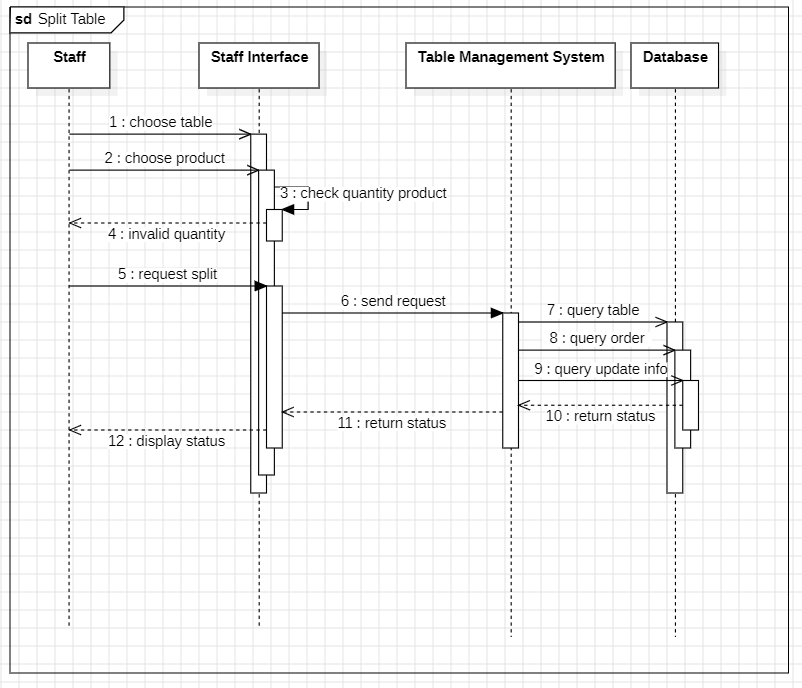 sd Split Table
Staff
Staff Interface
Table Management System
Database
1 : choose table
2 : choose product
3 : check quantity product
4 : invalid quantity
5 : request split
6 : send request
7 : query table
8 : query order
9 : query update info
10 : return status
11 : return status
12 : display status